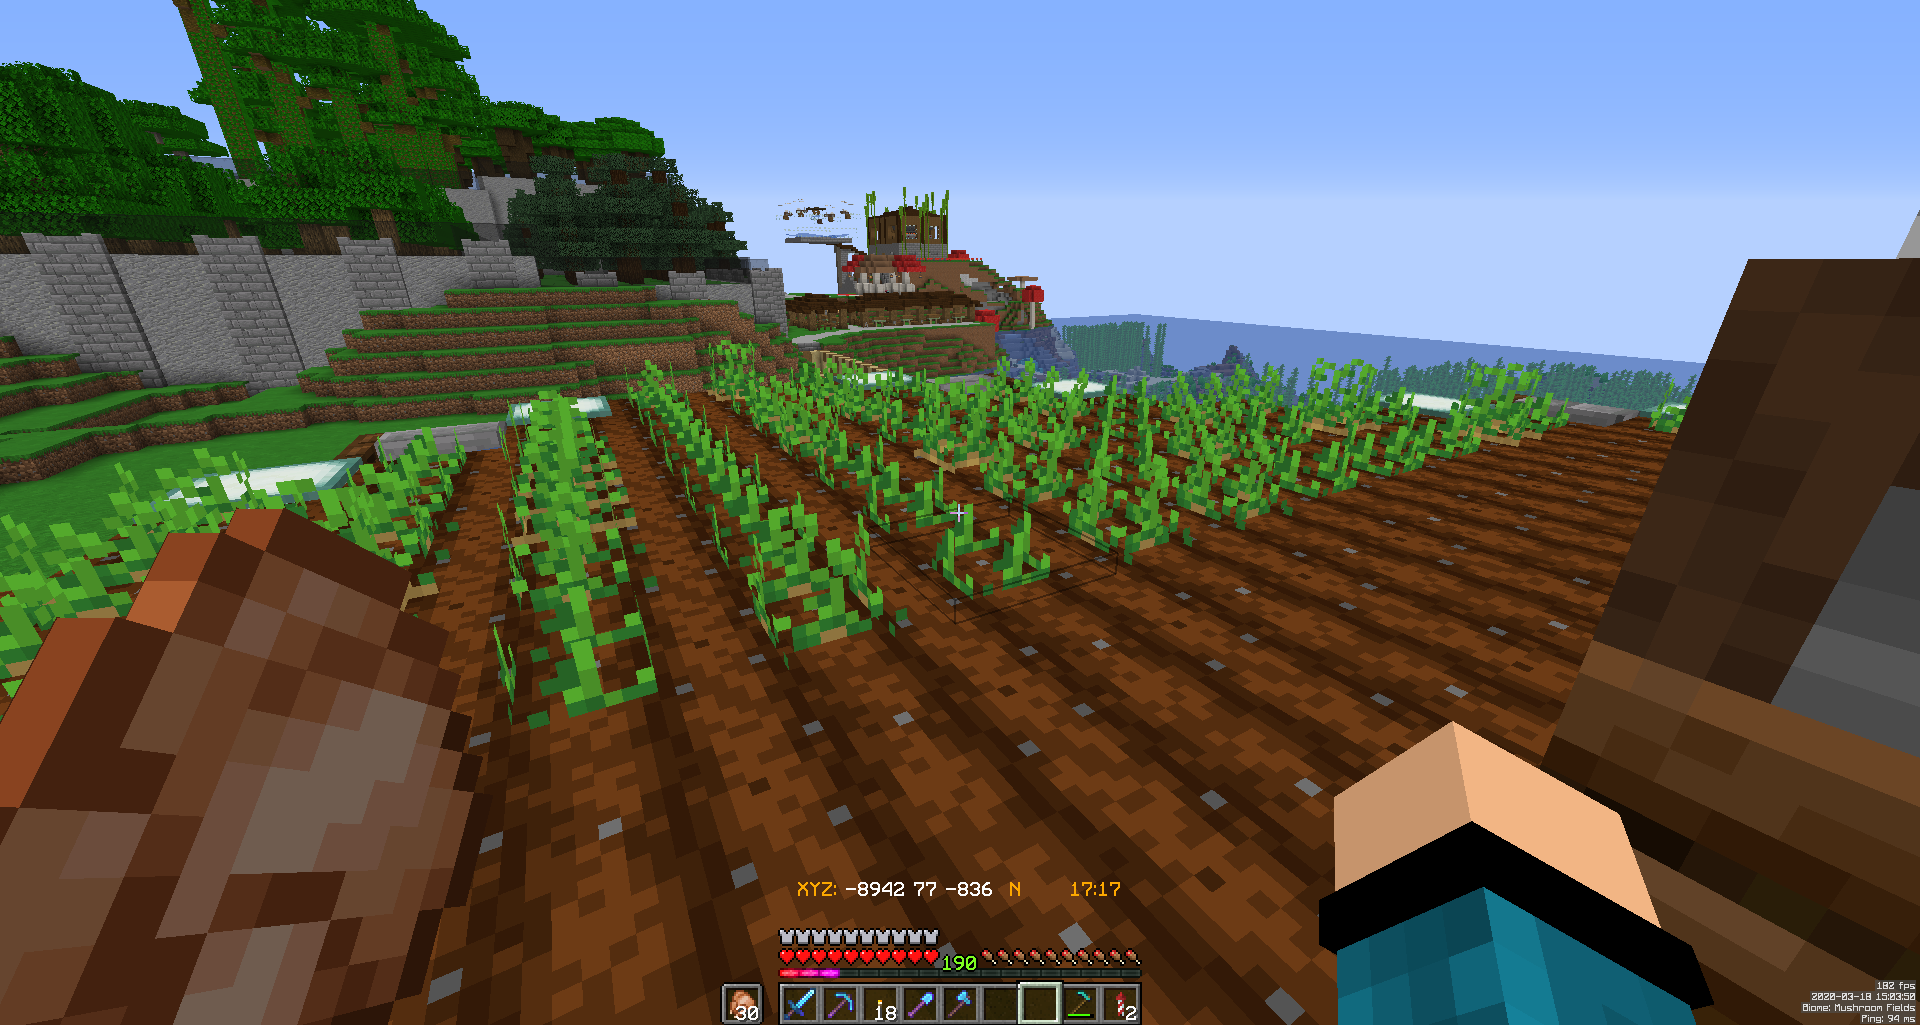 XYZ: -8942 77 -836 N 17:17
190
30
18
2
182 fps
2020-03-18 15:03:50
Biome: Mushroom Fields
Ping: 94 ms